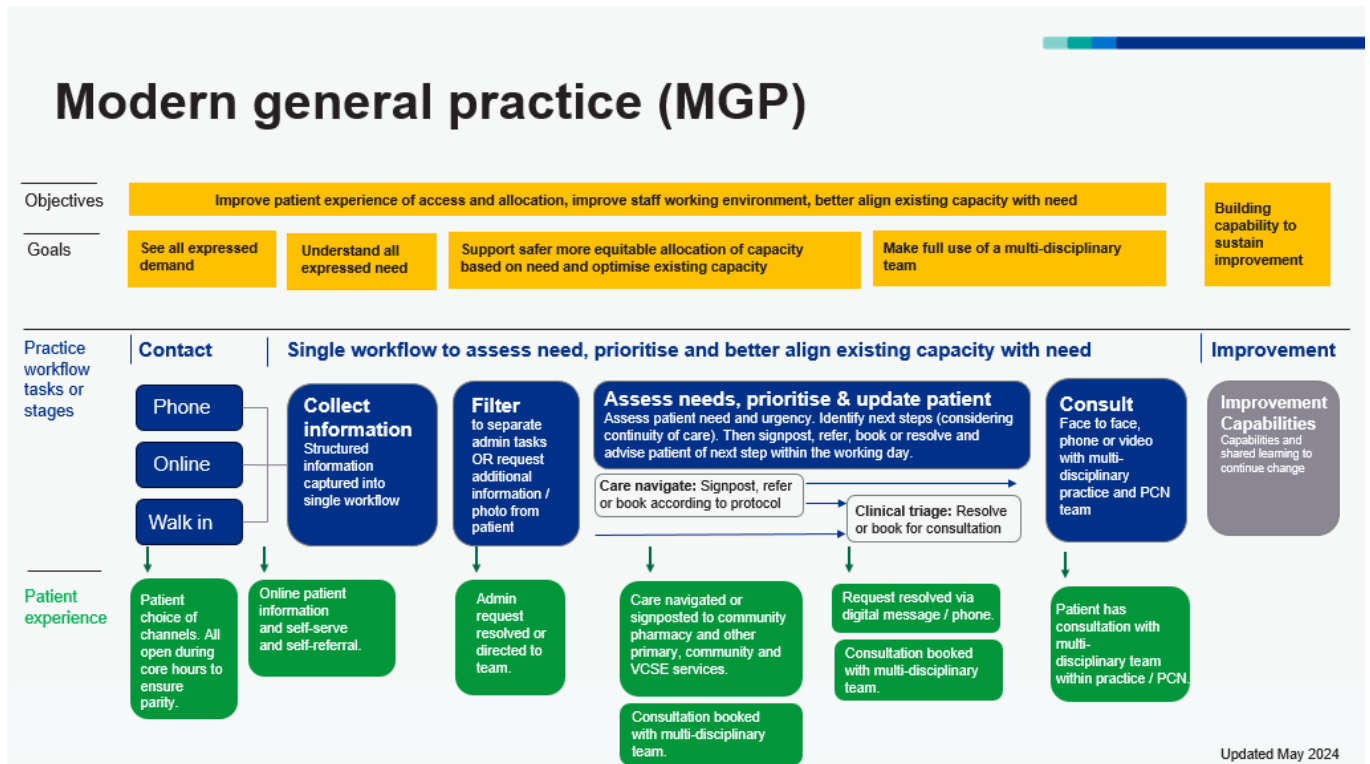 Modern general practice (MGP)
Objectives
Improve patient experience of access and allocation, improve staff working environment, better align existing capacity with need
Building
capability to
sustain
improvement
Goals
See all expressed
demand
Understand all
expressed need
Support safer more equitable allocation of capacity
based on need and optimise existing capacity
Make full use of a multi-disciplinary
team
Practice
workflow
tasks or
stages
Contact
Single workflow to assess need, prioritise and better align existing capacity with need
Improvement
Phone
Online
Walk in
Collect
information
Structured
information
captured into
single workflow
Filter
to separate
admin tasks
OR request
additional
information /
photo from
patient
Assess needs, prioritise & update patient
Assess patient need and urgency. Identify next steps (considering
continuity of care). Then signpost, refer, book or resolve and
advise patient of next step within the working day.
Care navigate: Signpost, refer
or book according to protocol
Clinical triage: Resolve
or book for consultation
Consult
Face to face,
phone or video
with multi-
disciplinary
practice and PCN
team
Improvement
Capabilities
Capabilities and
shared learning to
continue change
Patient
experience
Patient
choice of
channels. All
open during
core hours to
ensure
parity.
Online patient
information
and self-serve
and self-referral.
Admin
request
resolved or
directed to
team.
Care navigated or
signposted to community
pharmacy and other
primary, community and
VCSE services.
Consultation booked
with multi-disciplinary
team.
Request resolved via
digital message / phone.
Consultation booked
with multi-disciplinary
team.
Patient has
consultation with
multi-
disciplinary team
within practice / PCN.
Updated May 2024